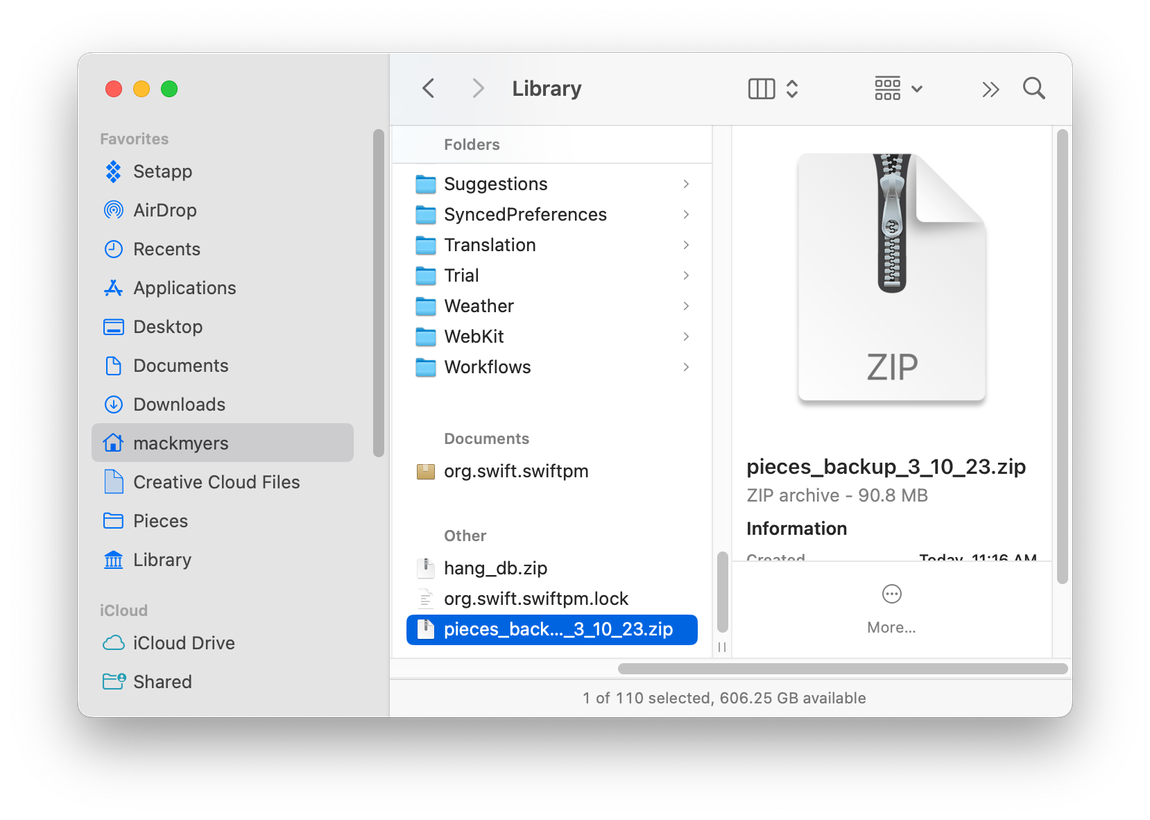 Library
Favorites
Setapp
AirDrop
Recents
Applications
Desktop
Documents
Downloads
mackmyers
Creative Cloud Files
Pieces
Library
iCloud
iCloud Drive
Shared
Folders
Suggestions
SyncedPreferences
Translation
Trial
Weather
WebKit
Workflows
Documents
org.swift.swiftpm
Other
hang_db.zip
org.swift.swiftpm.lock
pieces_back..._3_10_23.zip
ZIP
pieces_backup_3_10_23.zip
ZIP archive - 90.8 MB
Information
Created Today, 11:16 AM
More...
1 of 110 selected, 606.25 GB available